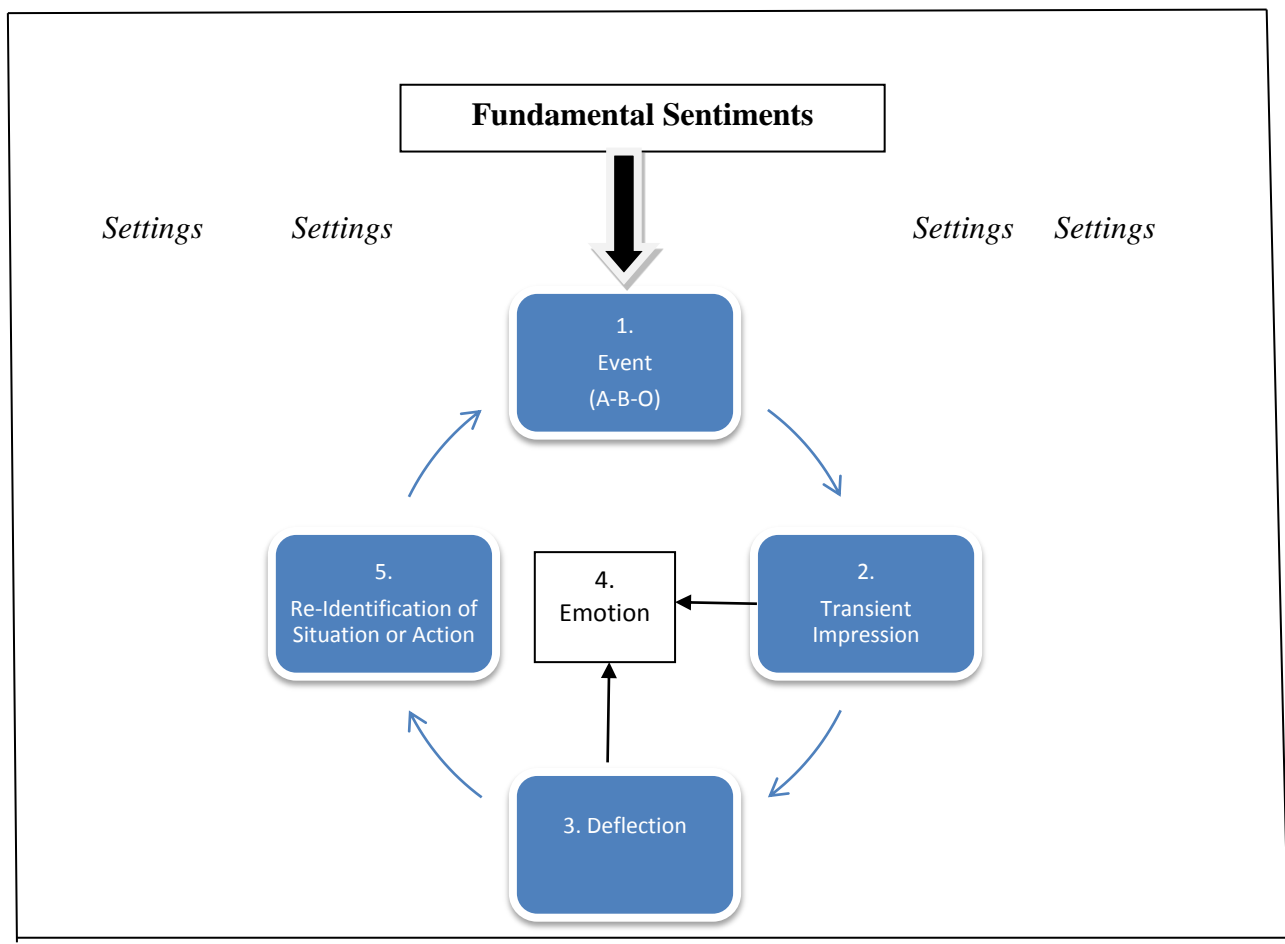 Fundamental Sentiments
Settings Settings Settings Settings
1.
Event
(A-B-O)
5.
Re-Identification of
Situation or Action
4.
Emotion
2.
Transient
Impression
3. Deflection